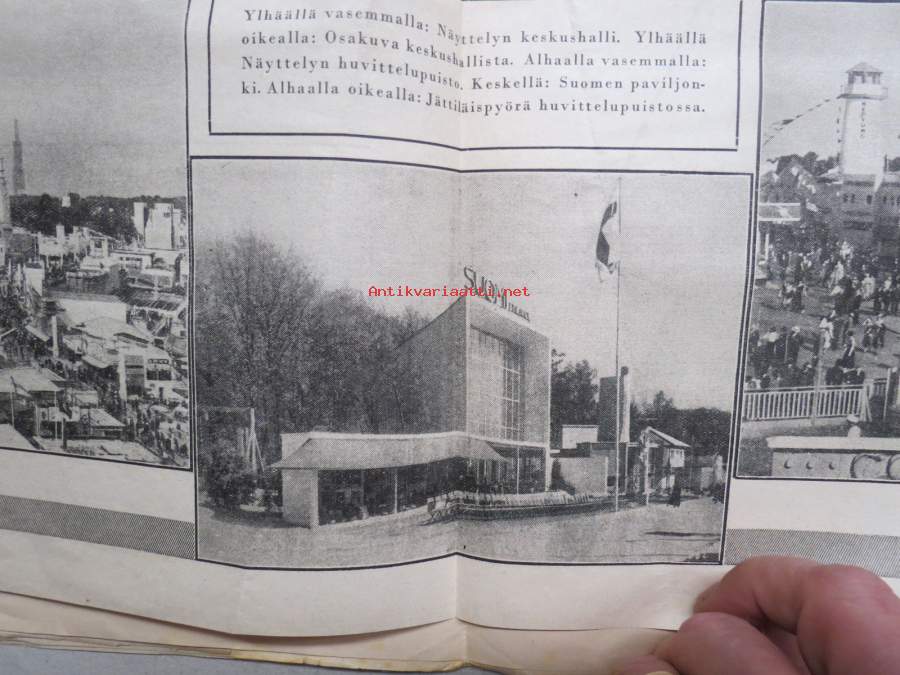 Ylhäällä vasemmalla: Näyttelyn keskushalli. Ylhäällä
oikealla: Osakuva keskushallista. Alhaalla vasemmalla:
Näyttelyn huvittelupuisto. Keskellä: Suomen paviljon-
ki. Alhaalla oikealla: Jättiläispyörä huvittelupuistossa.
Antikvariaatti.net
SUOMI